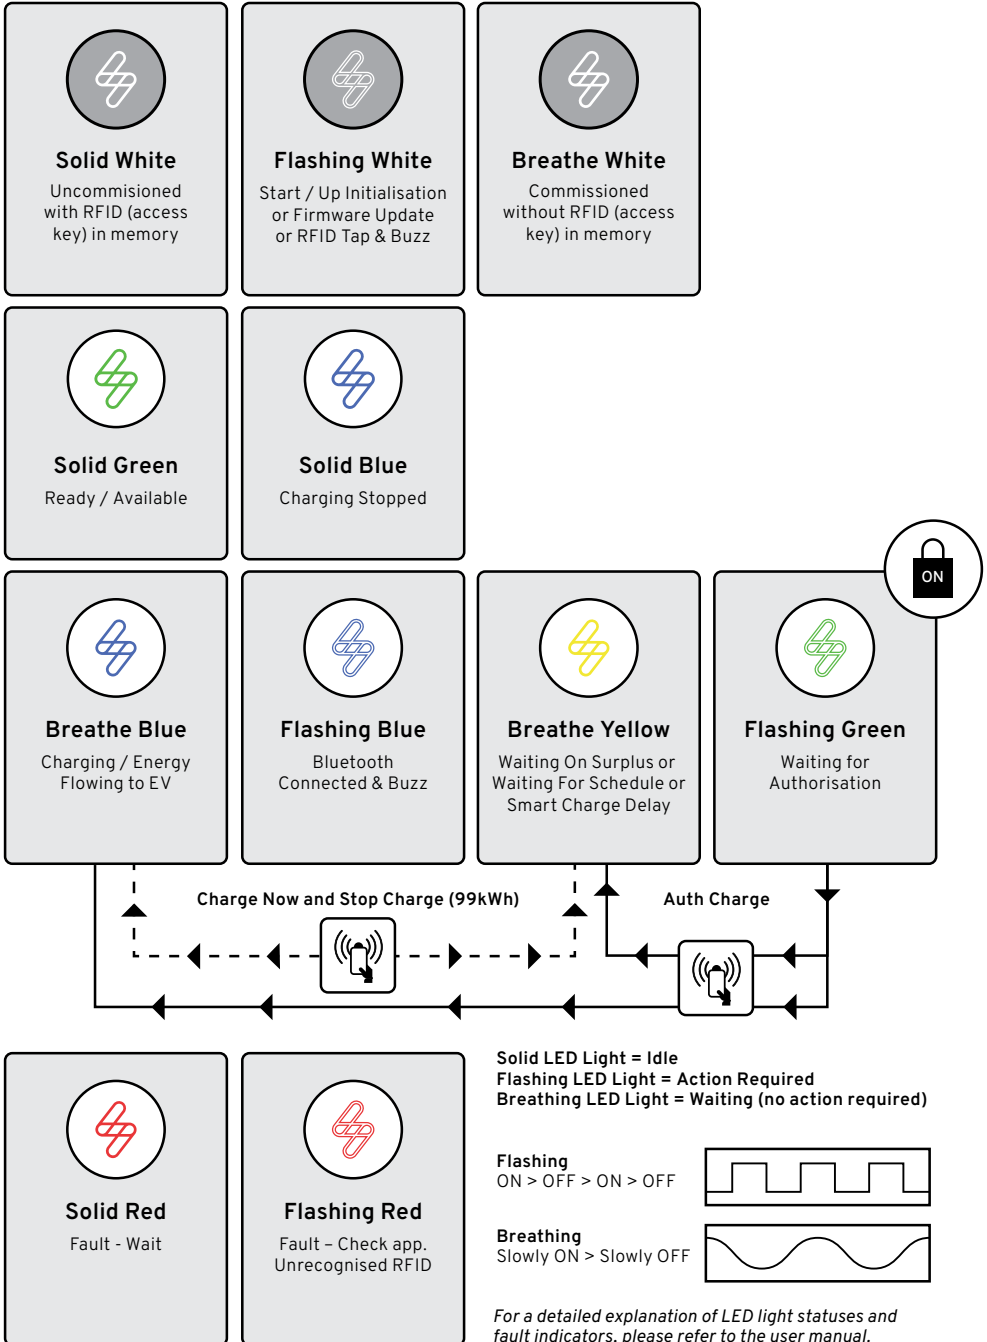 Solid White
Uncommisioned
with RFID (access
key) in memory
Flashing White
Start / Up Initialisation
or Firmware Update
or RFID Tap & Buzz
Breathe White
Commissioned
without RFID (access
key) in memory
Solid Green
Ready / Available
Solid Blue
Charging Stopped
ON
Breathe Blue
Charging / Energy
Flowing to EV
Flashing Blue
Bluetooth
Connected & Buzz
Breathe Yellow
Waiting On Surplus or
Waiting For Schedule or
Smart Charge Delay
Flashing Green
Waiting for
Authorisation
Charge Now and Stop Charge (99kWh)
Auth Charge
Solid Red
Fault - Wait
Flashing Red
Fault – Check app.
Unrecognised RFID
Solid LED Light = Idle
Flashing LED Light = Action Required
Breathing LED Light = Waiting (no action required)
Flashing
ON > OFF > ON > OFF
Breathing
Slowly ON > Slowly OFF
For a detailed explanation of LED light statuses and
fault indicators, please refer to the user manual.